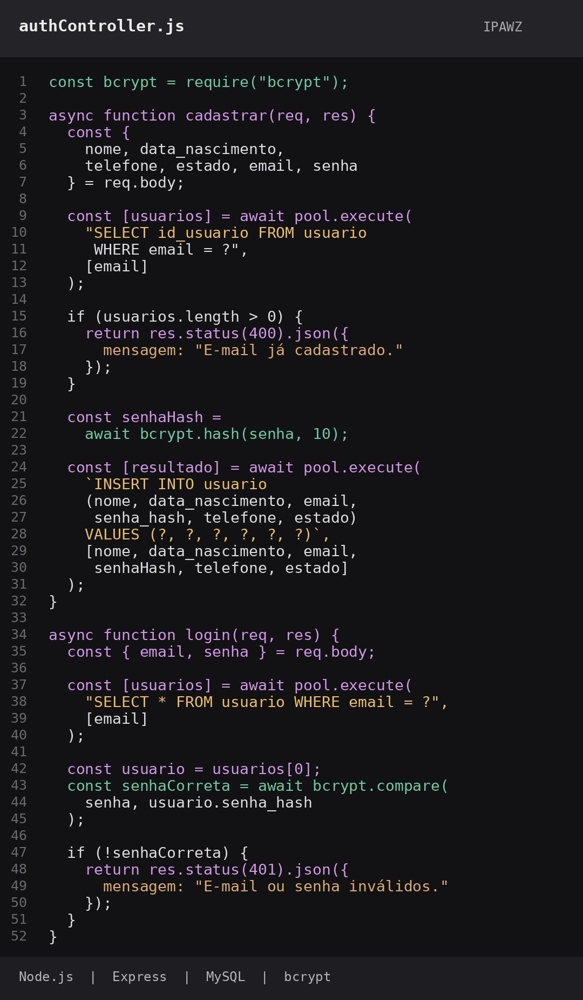 authController.js
IPAWZ
1 const bcrypt = require("bcrypt");
2
3 async function cadastrar(req, res) {
4   const {
5     nome, data_nascimento,
6     telefone, estado, email, senha
7   } = req.body;
8
9   const [usuarios] = await pool.execute(
10     "SELECT id_usuario FROM usuario
11      WHERE email = ?",
12     [email]
13   );
14
15   if (usuarios.length > 0) {
16     return res.status(400).json({
17       mensagem: "E-mail já cadastrado."
18     });
19   }
20
21   const senhaHash =
22     await bcrypt.hash(senha, 10);
23
24   const [resultado] = await pool.execute(
25     `INSERT INTO usuario
26     (nome, data_nascimento, email,
27      senha_hash, telefone, estado)
28     VALUES (?, ?, ?, ?, ?, ?)`,
29     [nome, data_nascimento, email,
30      senhaHash, telefone, estado]
31   );
32 }
33
34 async function login(req, res) {
35   const { email, senha } = req.body;
36
37   const [usuarios] = await pool.execute(
38     "SELECT * FROM usuario WHERE email = ?",
39     [email]
40   );
41
42   const usuario = usuarios[0];
43   const senhaCorreta = await bcrypt.compare(
44     senha, usuario.senha_hash
45   );
46
47   if (!senhaCorreta) {
48     return res.status(401).json({
49       mensagem: "E-mail ou senha inválidos."
50     });
51   }
52 }
Node.js | Express | MySQL | bcrypt